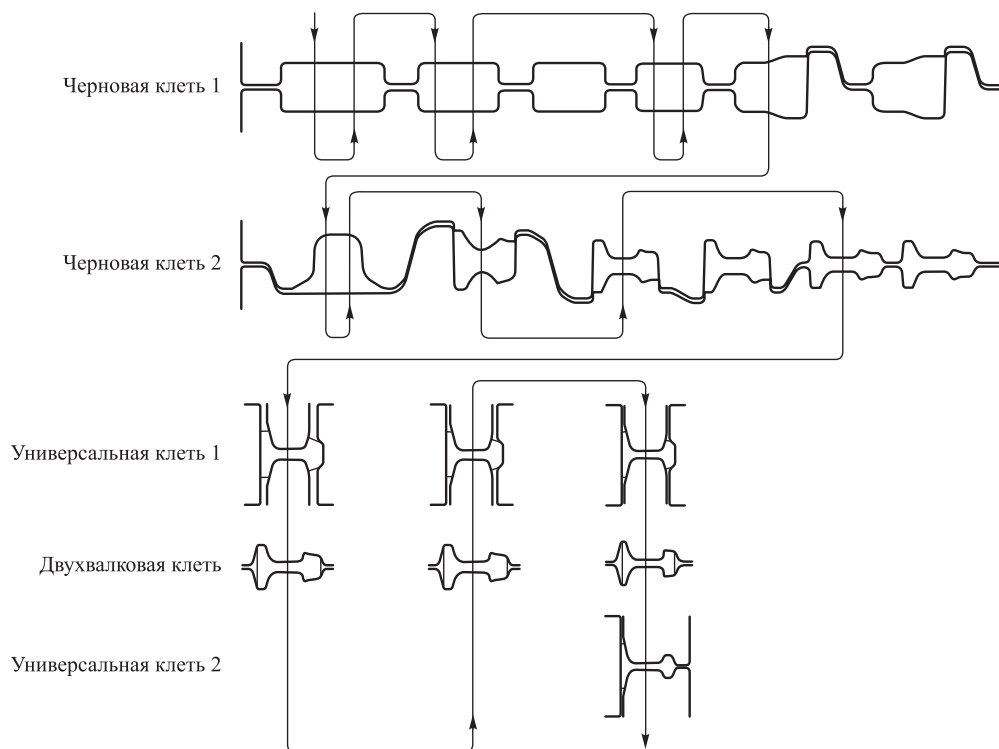 Черновая клеть 1
Черновая клеть 2
Универсальная клеть 1
Двухвалковая клеть
Универсальная клеть 2